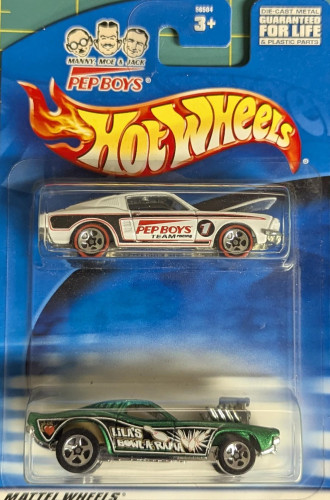 MANNY, MOE & JACK
PEP BOYS
3+
DIE-CAST METAL
GUARANTEED
FOR LIFE
& PLASTIC PARTS
HOT WHEELS
PEP BOYS
TEAM racing
1
LiLA'S
BOWL-A-RAMA
MATTEL WHEELS